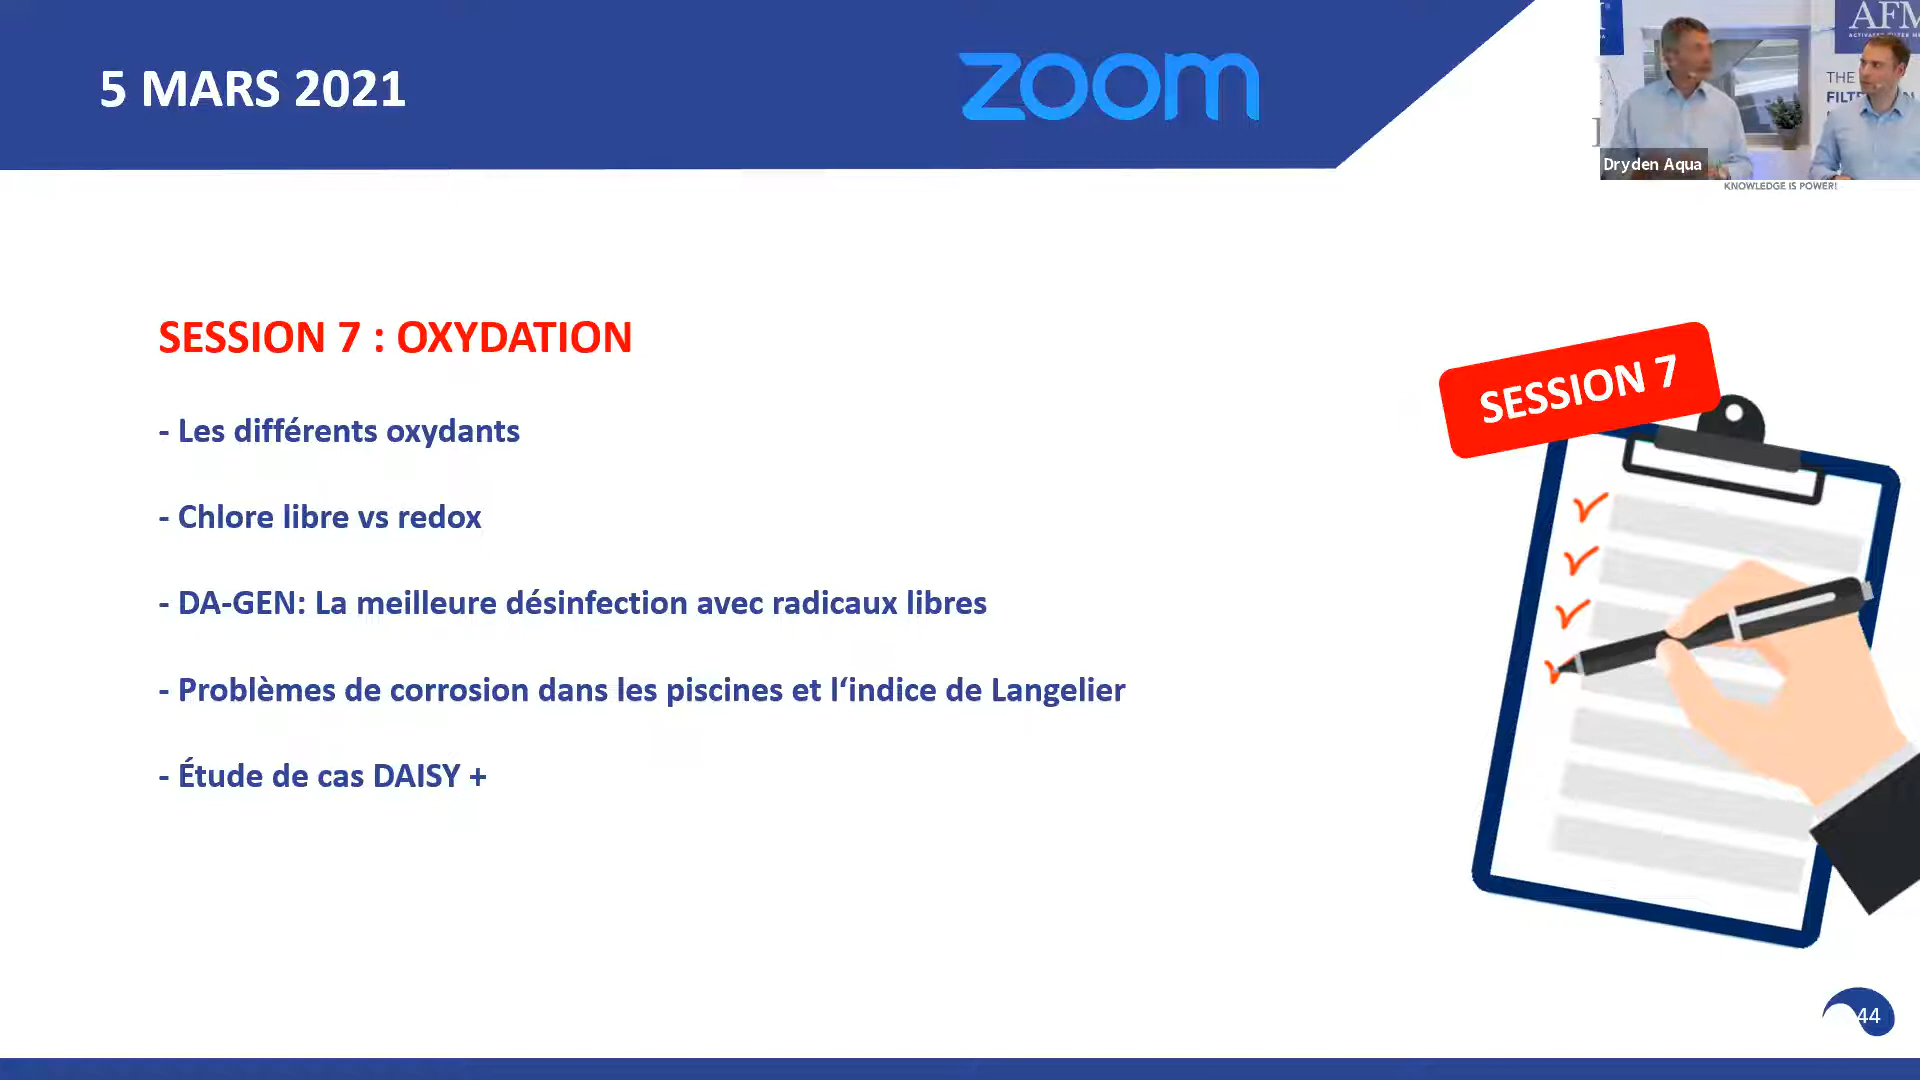 5 MARS 2021
zoom
AFM
THE
Dryden Aqua
KNOWLEDGE IS POWER!
SESSION 7 : OXYDATION
SESSION 7
- Les différents oxydants
- Chlore libre vs redox
- DA-GEN: La meilleure désinfection avec radicaux libres
- Problèmes de corrosion dans les piscines et l‘indice de Langelier
- Étude de cas DAISY +
44